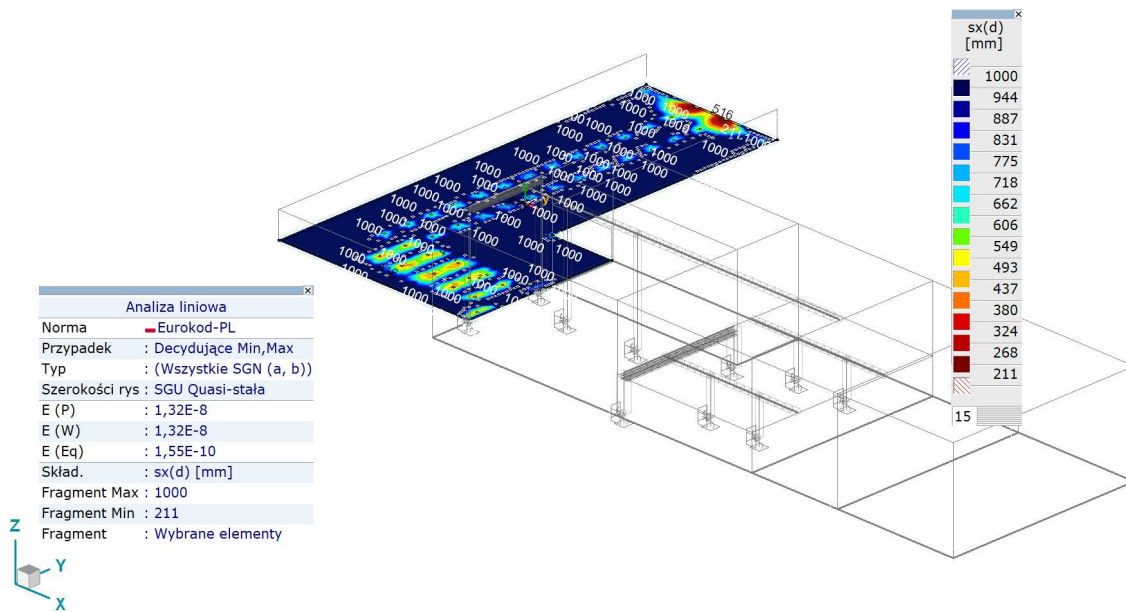 sx(d)
[mm]
1000
944
887
831
775
718
662
606
549
493
437
380
324
268
211
15
516
211
1000
Analiza liniowa
Norma Eurokod-PL
Przypadek : Decydujące Min,Max
Typ : (Wszystkie SGN (a, b))
Szerokości rys : SGU Quasi-stała
E (P) : 1,32E-8
E (W) : 1,32E-8
E (Eq) : 1,55E-10
Skład. : sx(d) [mm]
Fragment Max : 1000
Fragment Min : 211
Fragment : Wybrane elementy
Z
Y
X